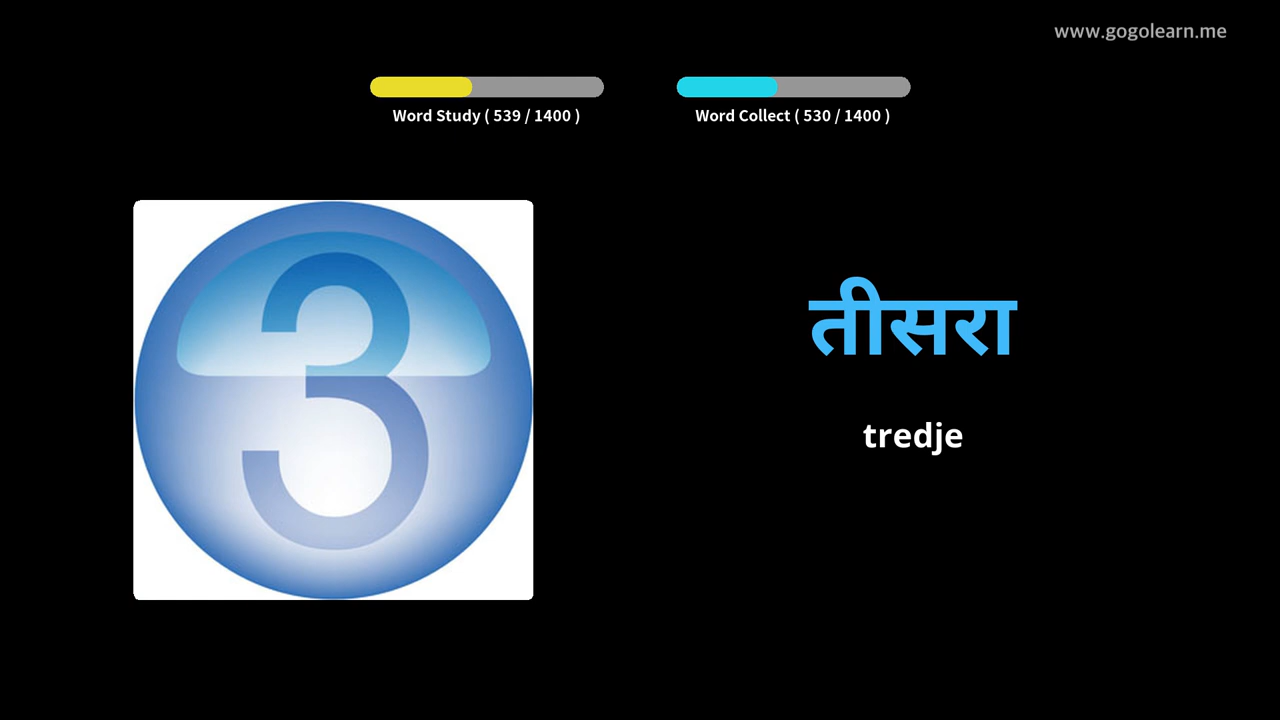 www.gogolearn.me
Word Study ( 539 / 1400 )
Word Collect ( 530 / 1400 )
3
तीसरा
tredje